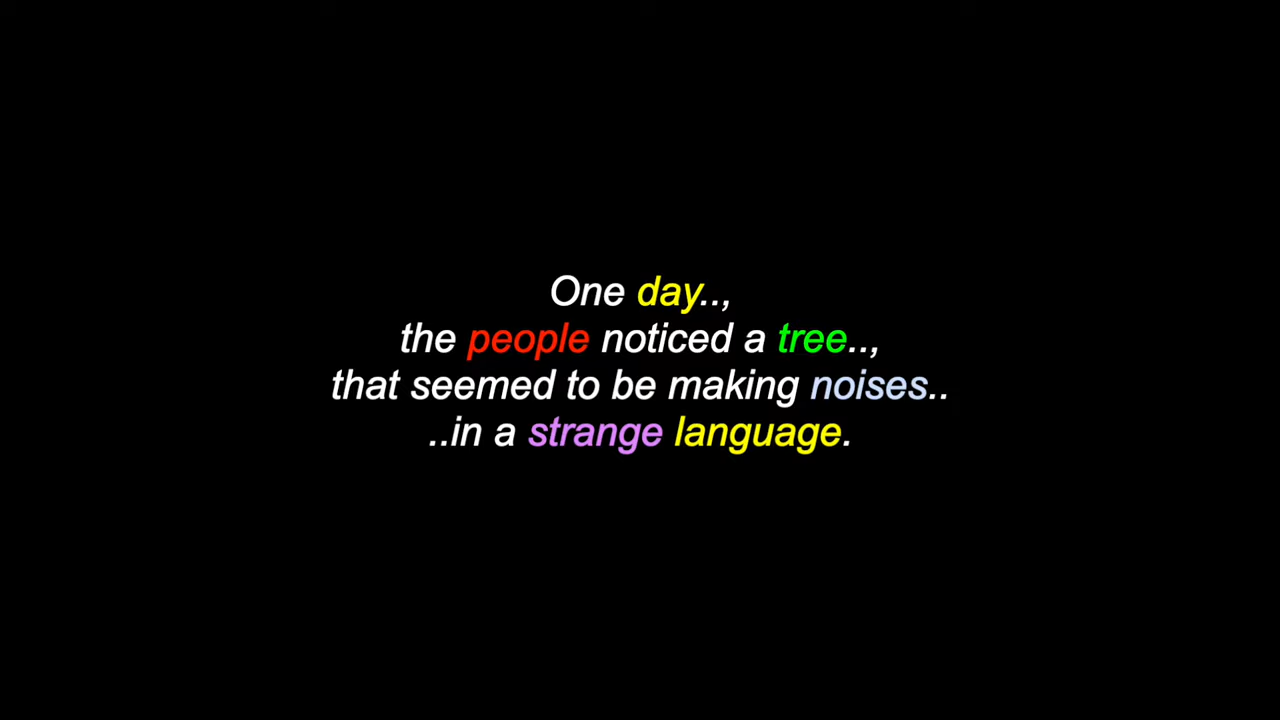 One day..,
the people noticed a tree..,
that seemed to be making noises..
..in a strange language.